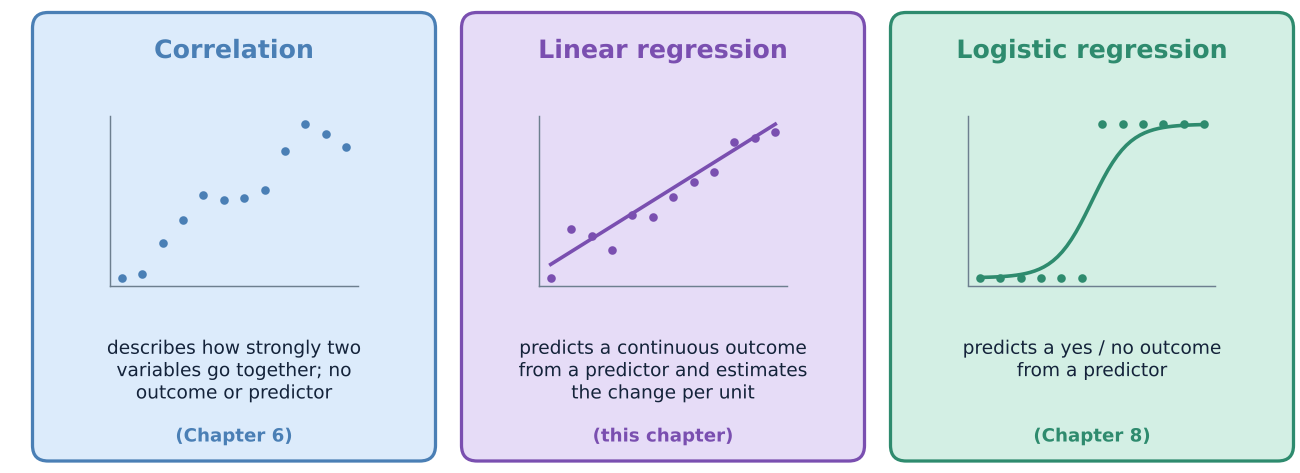 Correlation
describes how strongly two
variables go together; no
outcome or predictor
(Chapter 6)
Linear regression
predicts a continuous outcome
from a predictor and estimates
the change per unit
(this chapter)
Logistic regression
predicts a yes / no outcome
from a predictor
(Chapter 8)